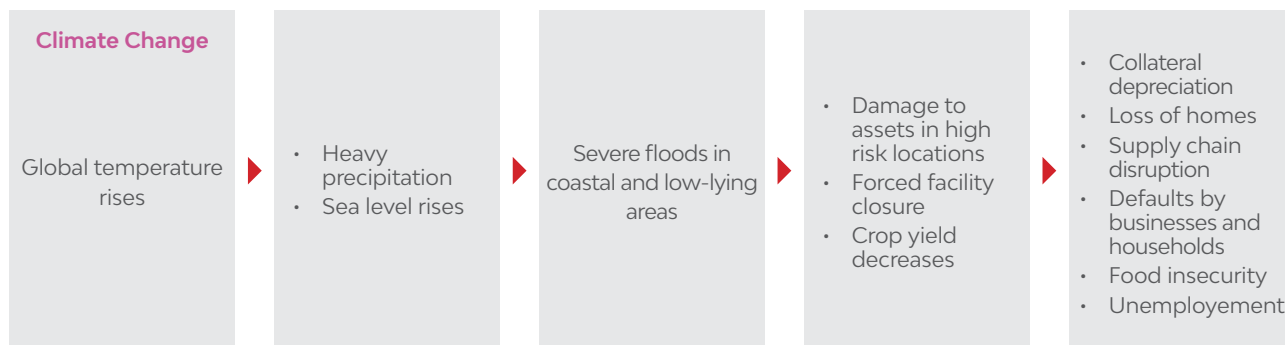 Climate Change
Global temperature
rises
• Heavy
precipitation
• Sea level rises
Severe floods in
coastal and low-lying
areas
• Damage to
assets in high
risk locations
• Forced facility
closure
• Crop yield
decreases
• Collateral
depreciation
• Loss of homes
• Supply chain
disruption
• Defaults by
businesses and
households
• Food insecurity
• Unemployement